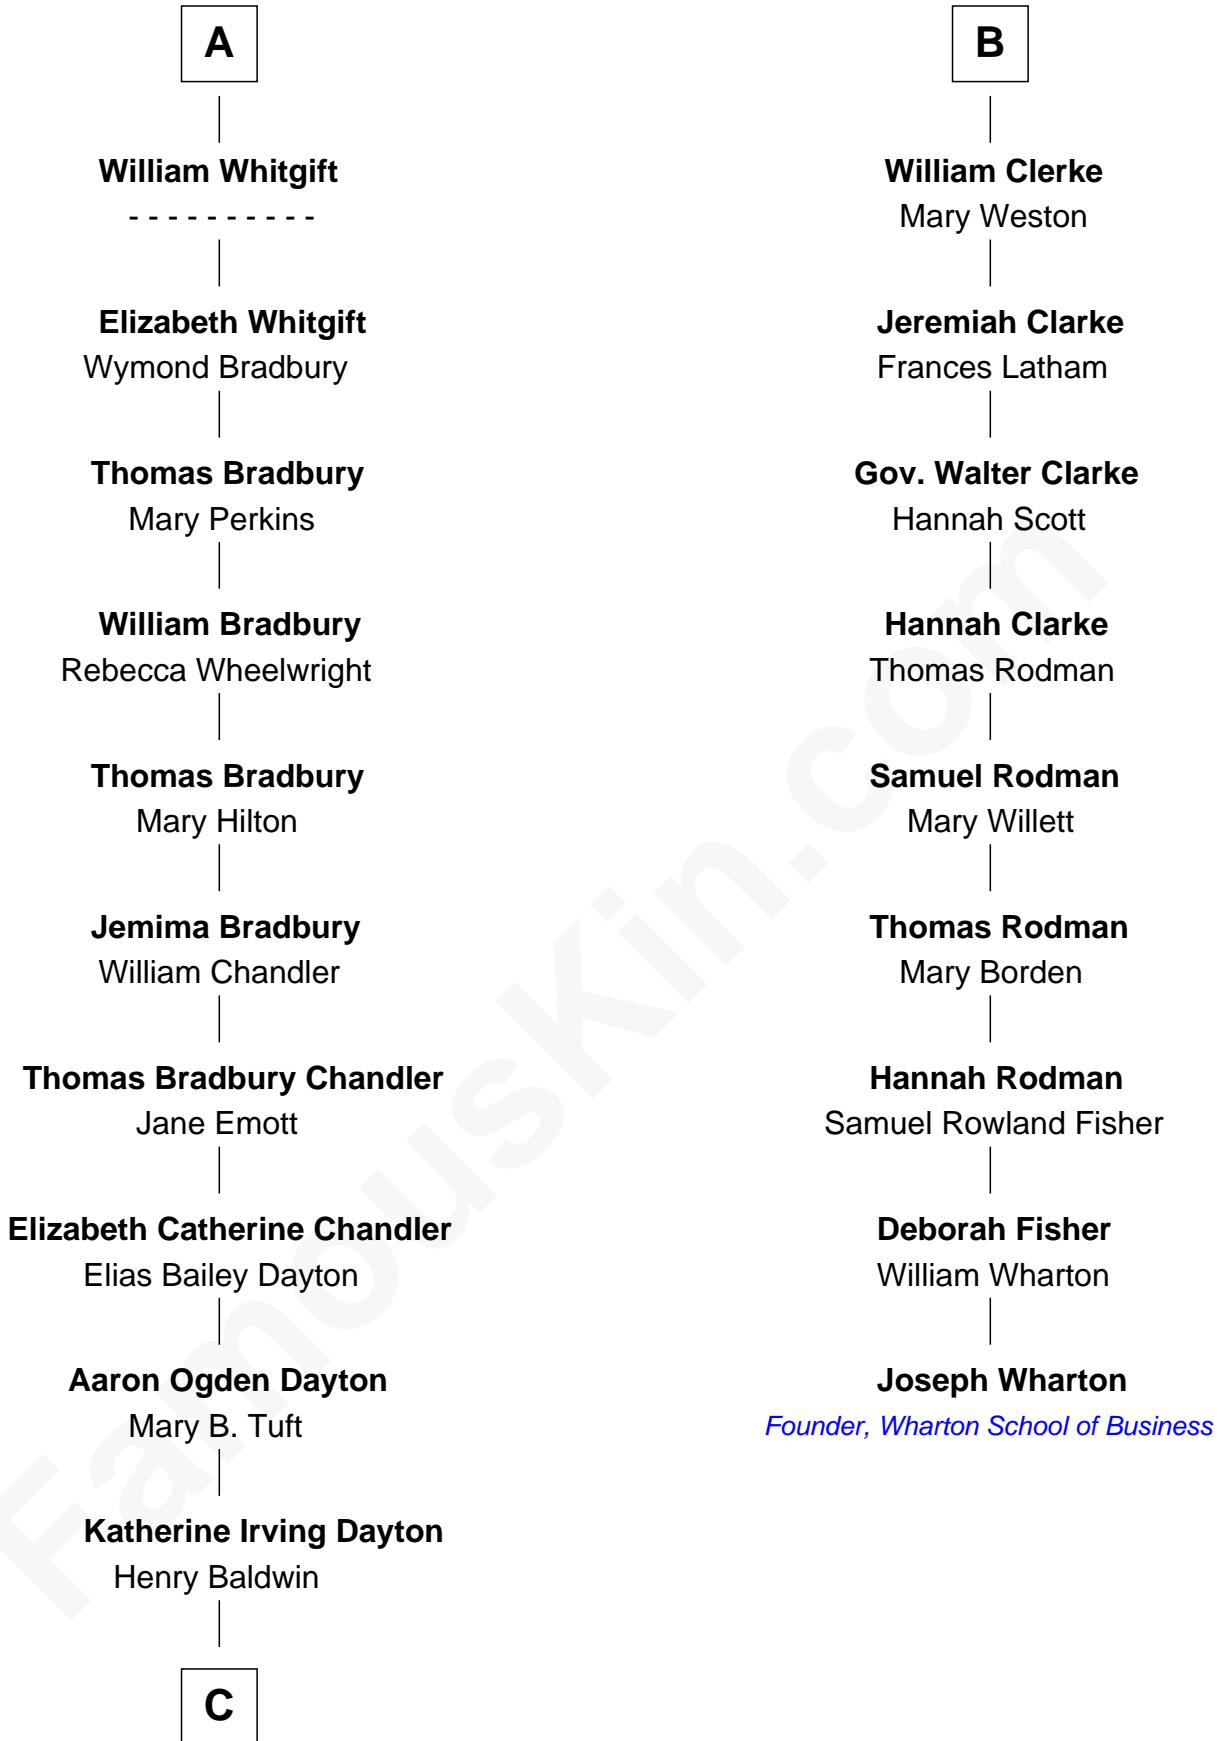 A
William Whitgift
- - - - - - - - - -
Elizabeth Whitgift
Wymond Bradbury
Thomas Bradbury
Mary Perkins
William Bradbury
Rebecca Wheelwright
Thomas Bradbury
Mary Hilton
Jemima Bradbury
William Chandler
Thomas Bradbury Chandler
Jane Emott
Elizabeth Catherine Chandler
Elias Bailey Dayton
Aaron Ogden Dayton
Mary B. Tuft
Katherine Irving Dayton
Henry Baldwin
C
B
William Clerke
Mary Weston
Jeremiah Clarke
Frances Latham
Gov. Walter Clarke
Hannah Scott
Hannah Clarke
Thomas Rodman
Samuel Rodman
Mary Willett
Thomas Rodman
Mary Borden
Hannah Rodman
Samuel Rowland Fisher
Deborah Fisher
William Wharton
Joseph Wharton
Founder, Wharton School of Business
FamousKin.com